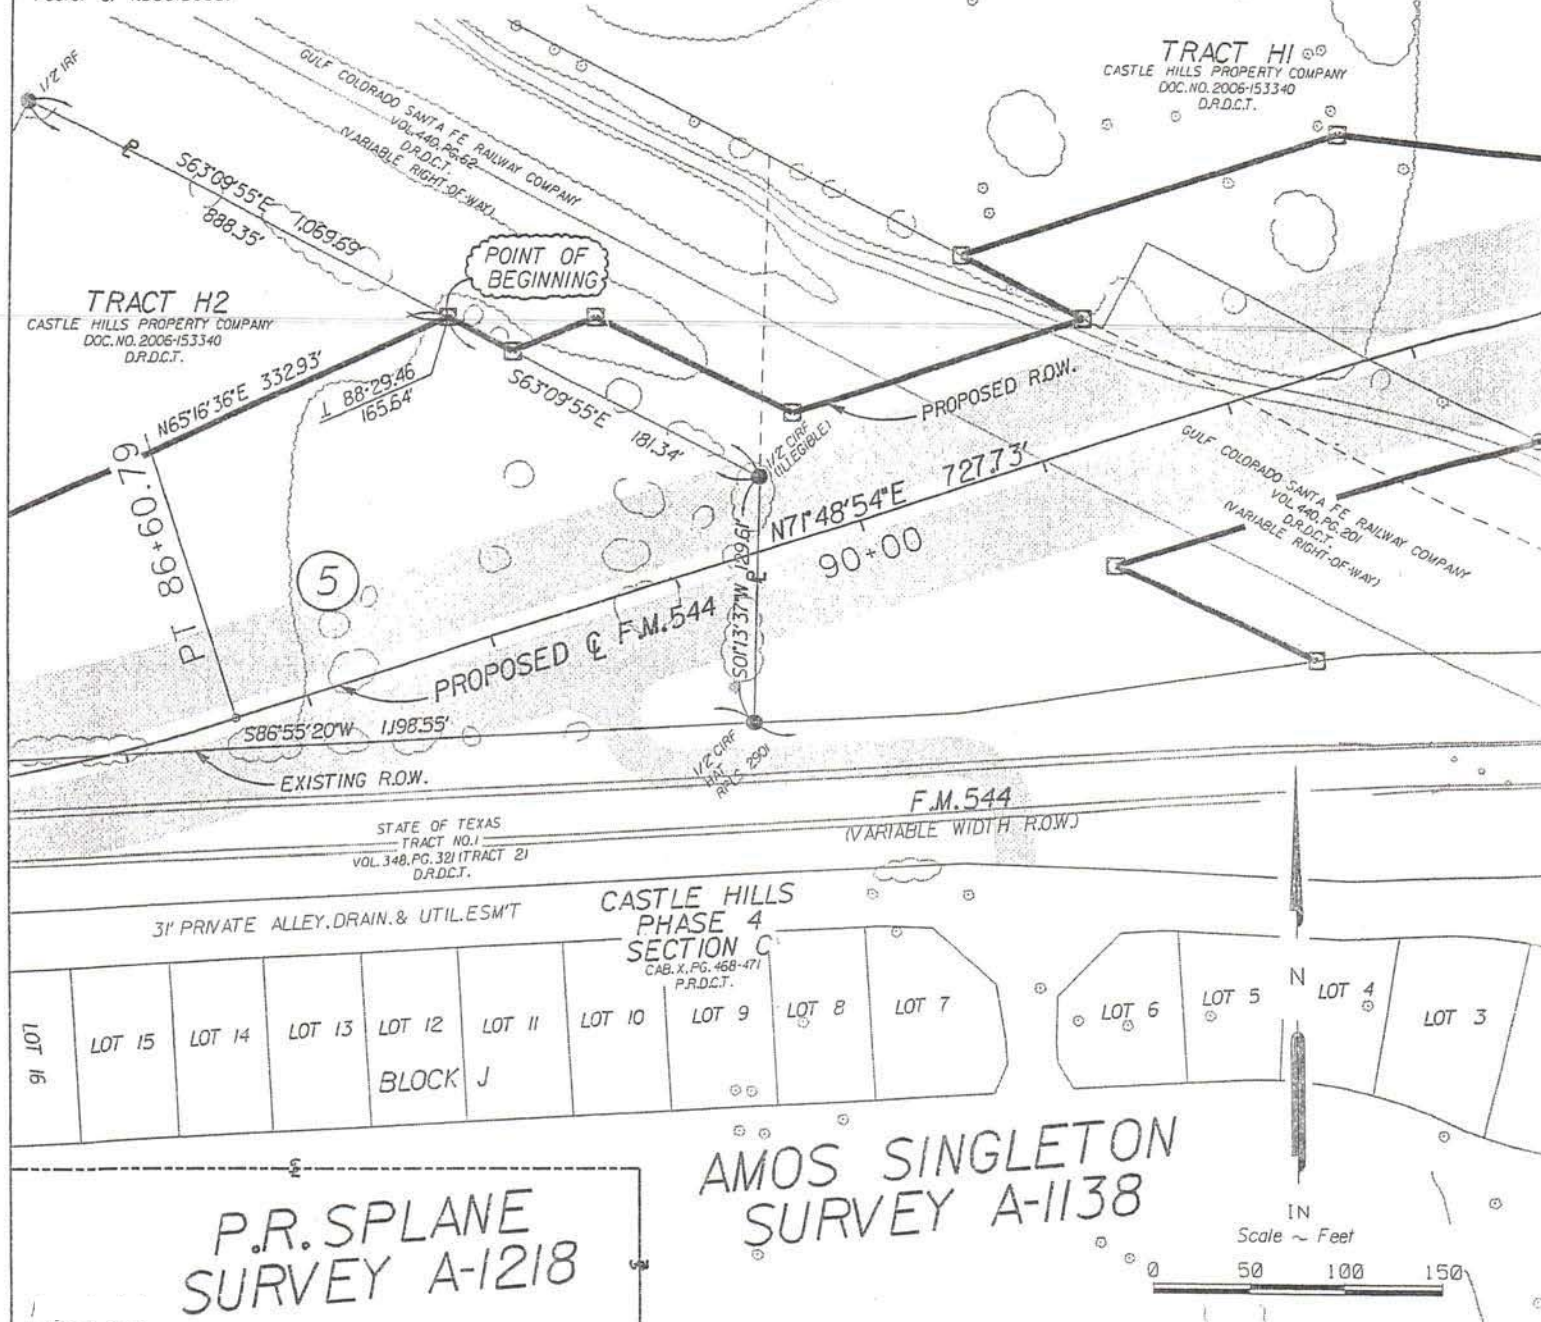 TRACT H1
CASTLE HILLS PROPERTY COMPANY
DOC. NO. 2006-153340
D.R.D.C.T.
1/2" IRF
GULF COLORADO SANTA FE RAILWAY COMPANY
VOL. 440, PG. 62
D.R.D.C.T.
(VARIABLE RIGHT-OF-WAY)
S63°09'55"E 1,069.69'
888.35'
POINT OF
BEGINNING
TRACT H2
CASTLE HILLS PROPERTY COMPANY
DOC. NO. 2006-153340
D.R.D.C.T.
N65°16'36"E 332.93'
⊥ 88+29.46
165.64'
S63°09'55"E 181.34'
PROPOSED R.O.W.
1/2" CIRF
(ILLEGIBLE)
PT 86+60.79
N71°48'54"E 727.73'
90+00
GULF COLORADO SANTA FE RAILWAY COMPANY
VOL. 440, PG. 201
D.R.D.C.T.
(VARIABLE RIGHT-OF-WAY)
5
S01°13'37"W 129.61'
PROPOSED ℄ F.M. 544
S86°55'20"W 1,198.55'
EXISTING R.O.W.
1/2" CIRF
RPLS 2901
F.M. 544
(VARIABLE WIDTH R.O.W.)
STATE OF TEXAS
TRACT NO. 1
VOL. 348, PG. 321 (TRACT 2)
D.R.D.C.T.
31' PRIVATE ALLEY, DRAIN. & UTIL. ESM'T
CASTLE HILLS
PHASE 4
SECTION C
CAB. X, PG. 468-471
P.R.D.C.T.
LOT 16
LOT 15
LOT 14
LOT 13
LOT 12
LOT 11
LOT 10
LOT 9
LOT 8
LOT 7
LOT 6
LOT 5
LOT 4
LOT 3
BLOCK J
N
AMOS SINGLETON
SURVEY A-1138
P.R. SPLANE
SURVEY A-1218
IN
Scale ~ Feet
0 50 100 150